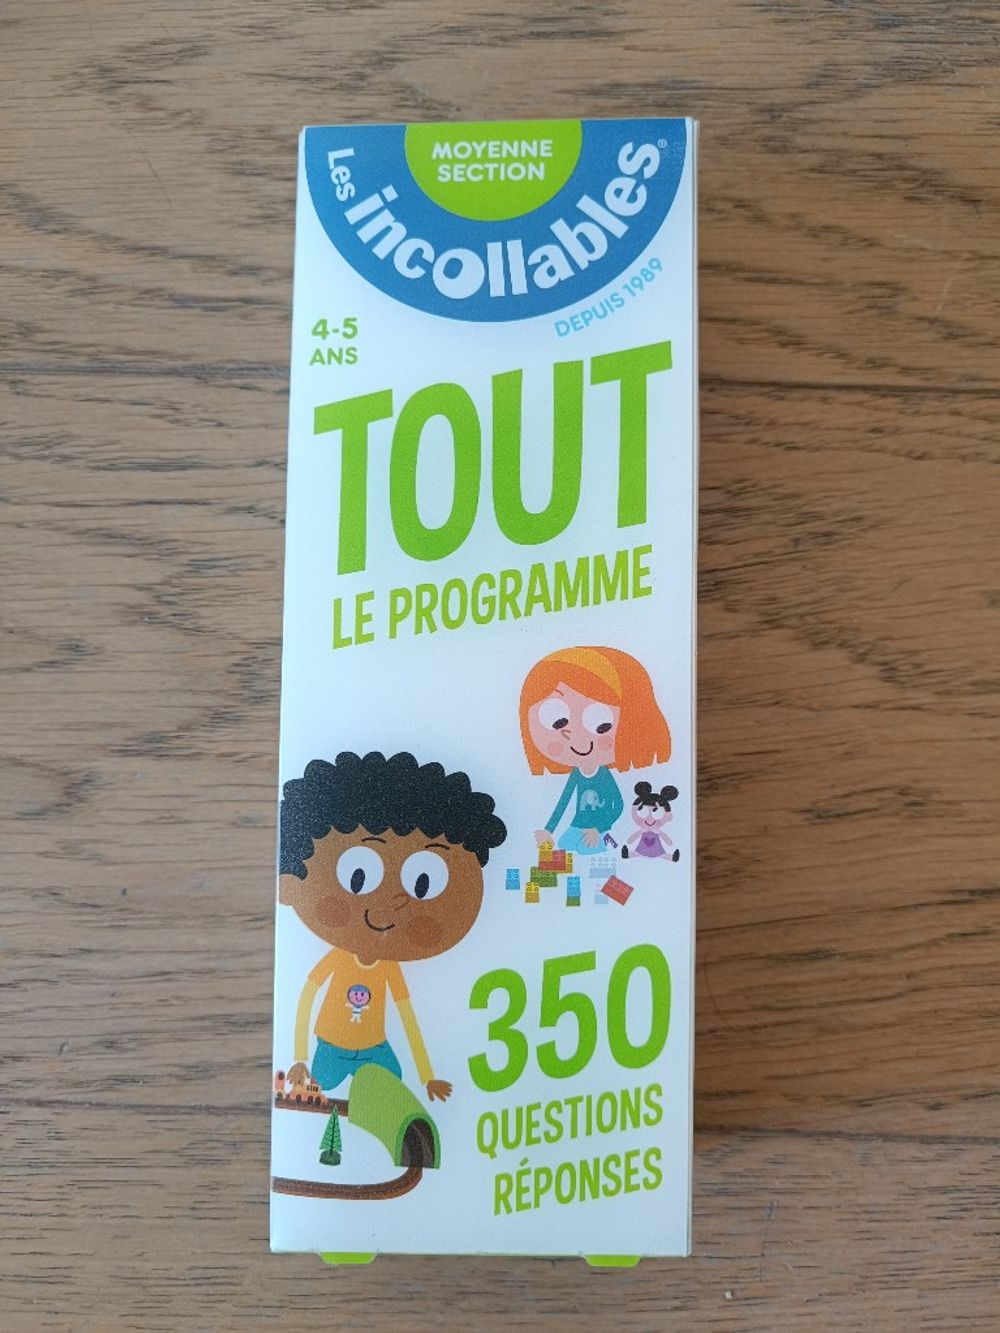 MOYENNE
SECTION
Les incollables®
DEPUIS 1989
4-5
ANS
TOUT
LE PROGRAMME
350
QUESTIONS
RÉPONSES